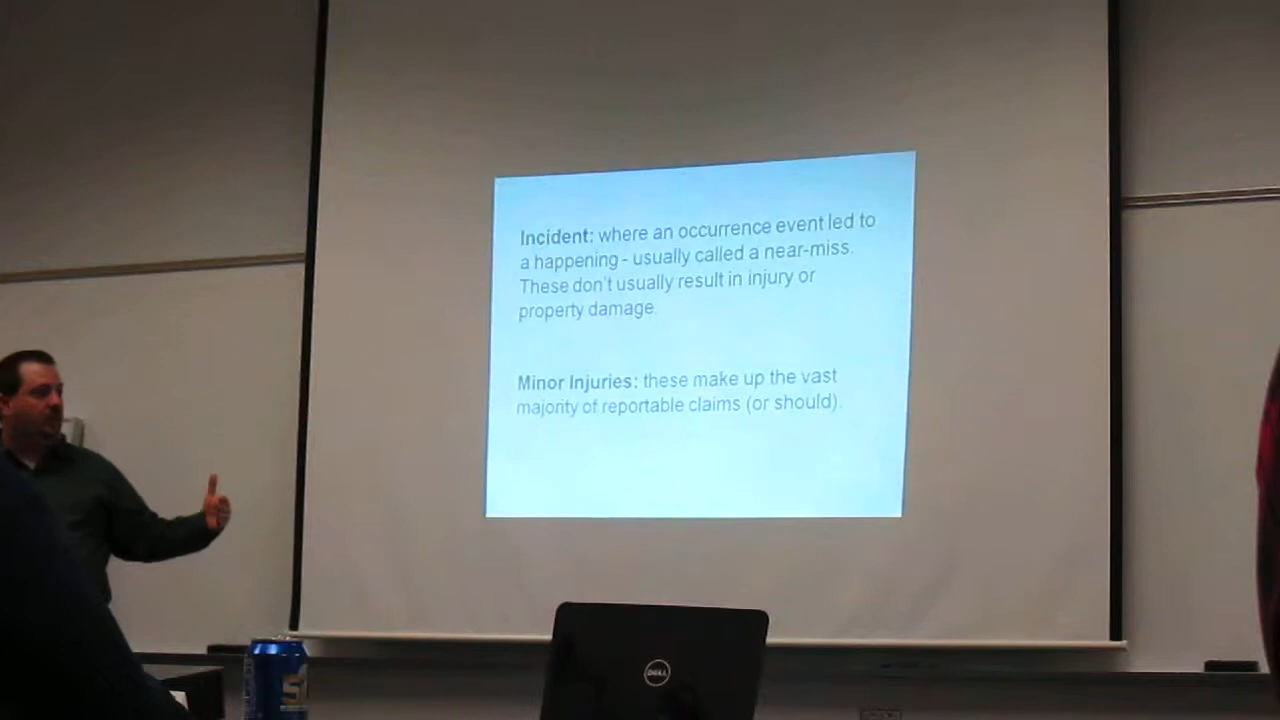 Incident: where an occurrence event led to
a happening - usually called a near-miss.
These don't usually result in injury or
property damage.
Minor Injuries: these make up the vast
majority of reportable claims (or should).
DELL